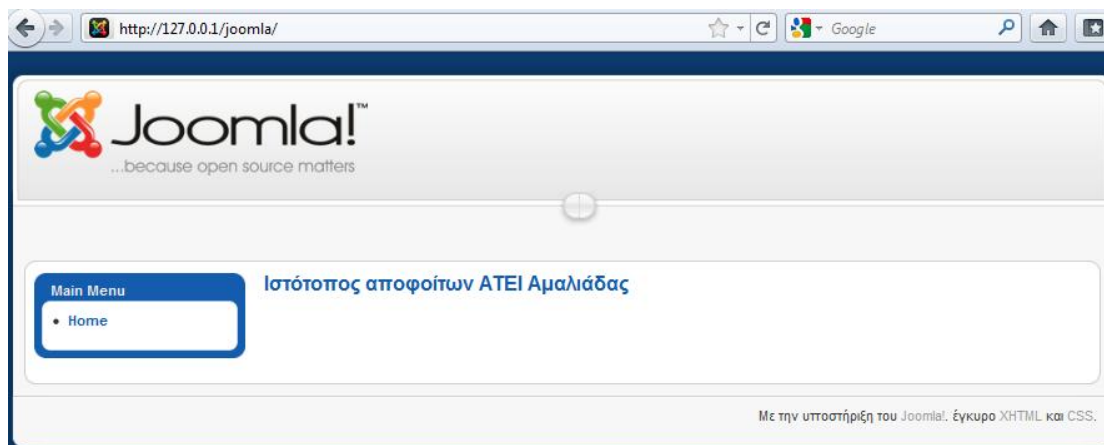 http://127.0.0.1/joomla/
Google
Joomla!™
...because open source matters
Main Menu
Home
Ιστότοπος αποφοίτων ΑΤΕΙ Αμαλιάδας
Με την υποστήριξη του Joomla!. έγκυρο XHTML και CSS.